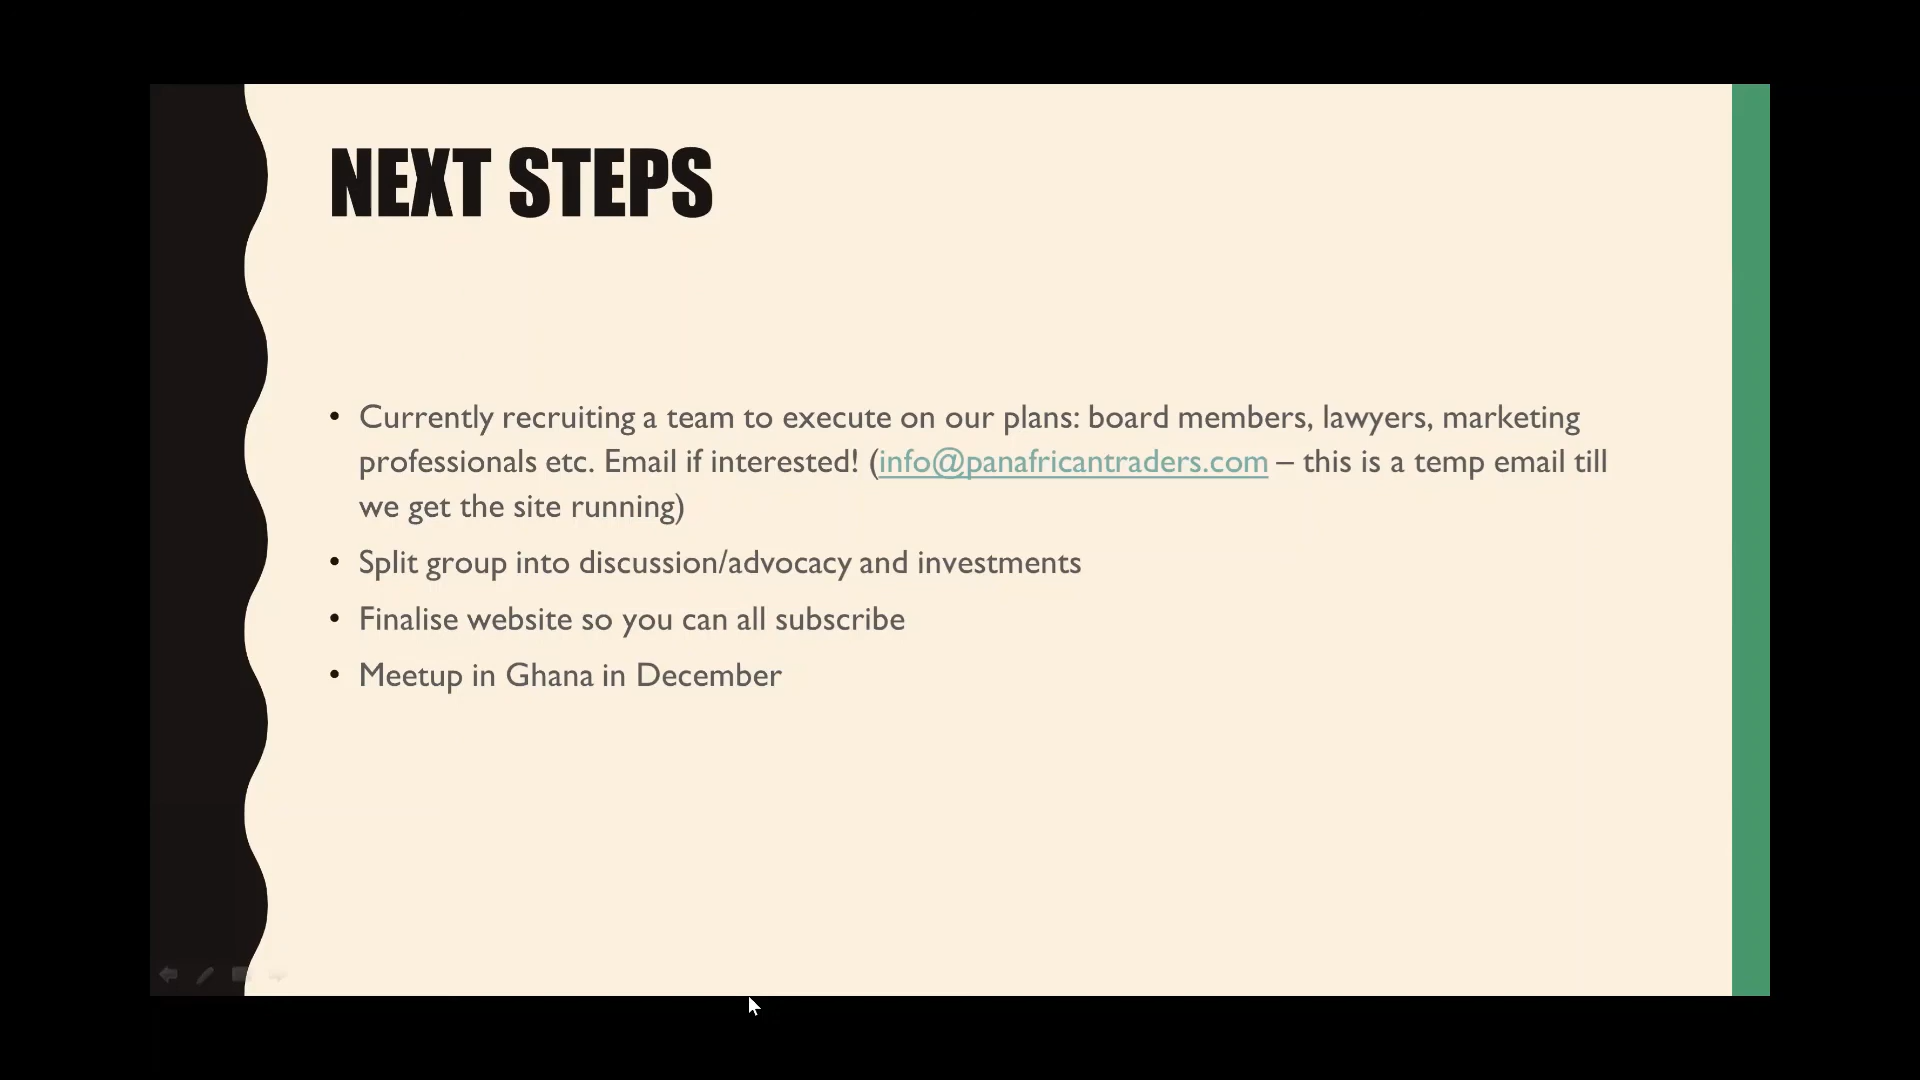 NEXT STEPS
• Currently recruiting a team to execute on our plans: board members, lawyers, marketing
professionals etc. Email if interested! (info@panafricantraders.com – this is a temp email till
we get the site running)
• Split group into discussion/advocacy and investments
• Finalise website so you can all subscribe
• Meetup in Ghana in December